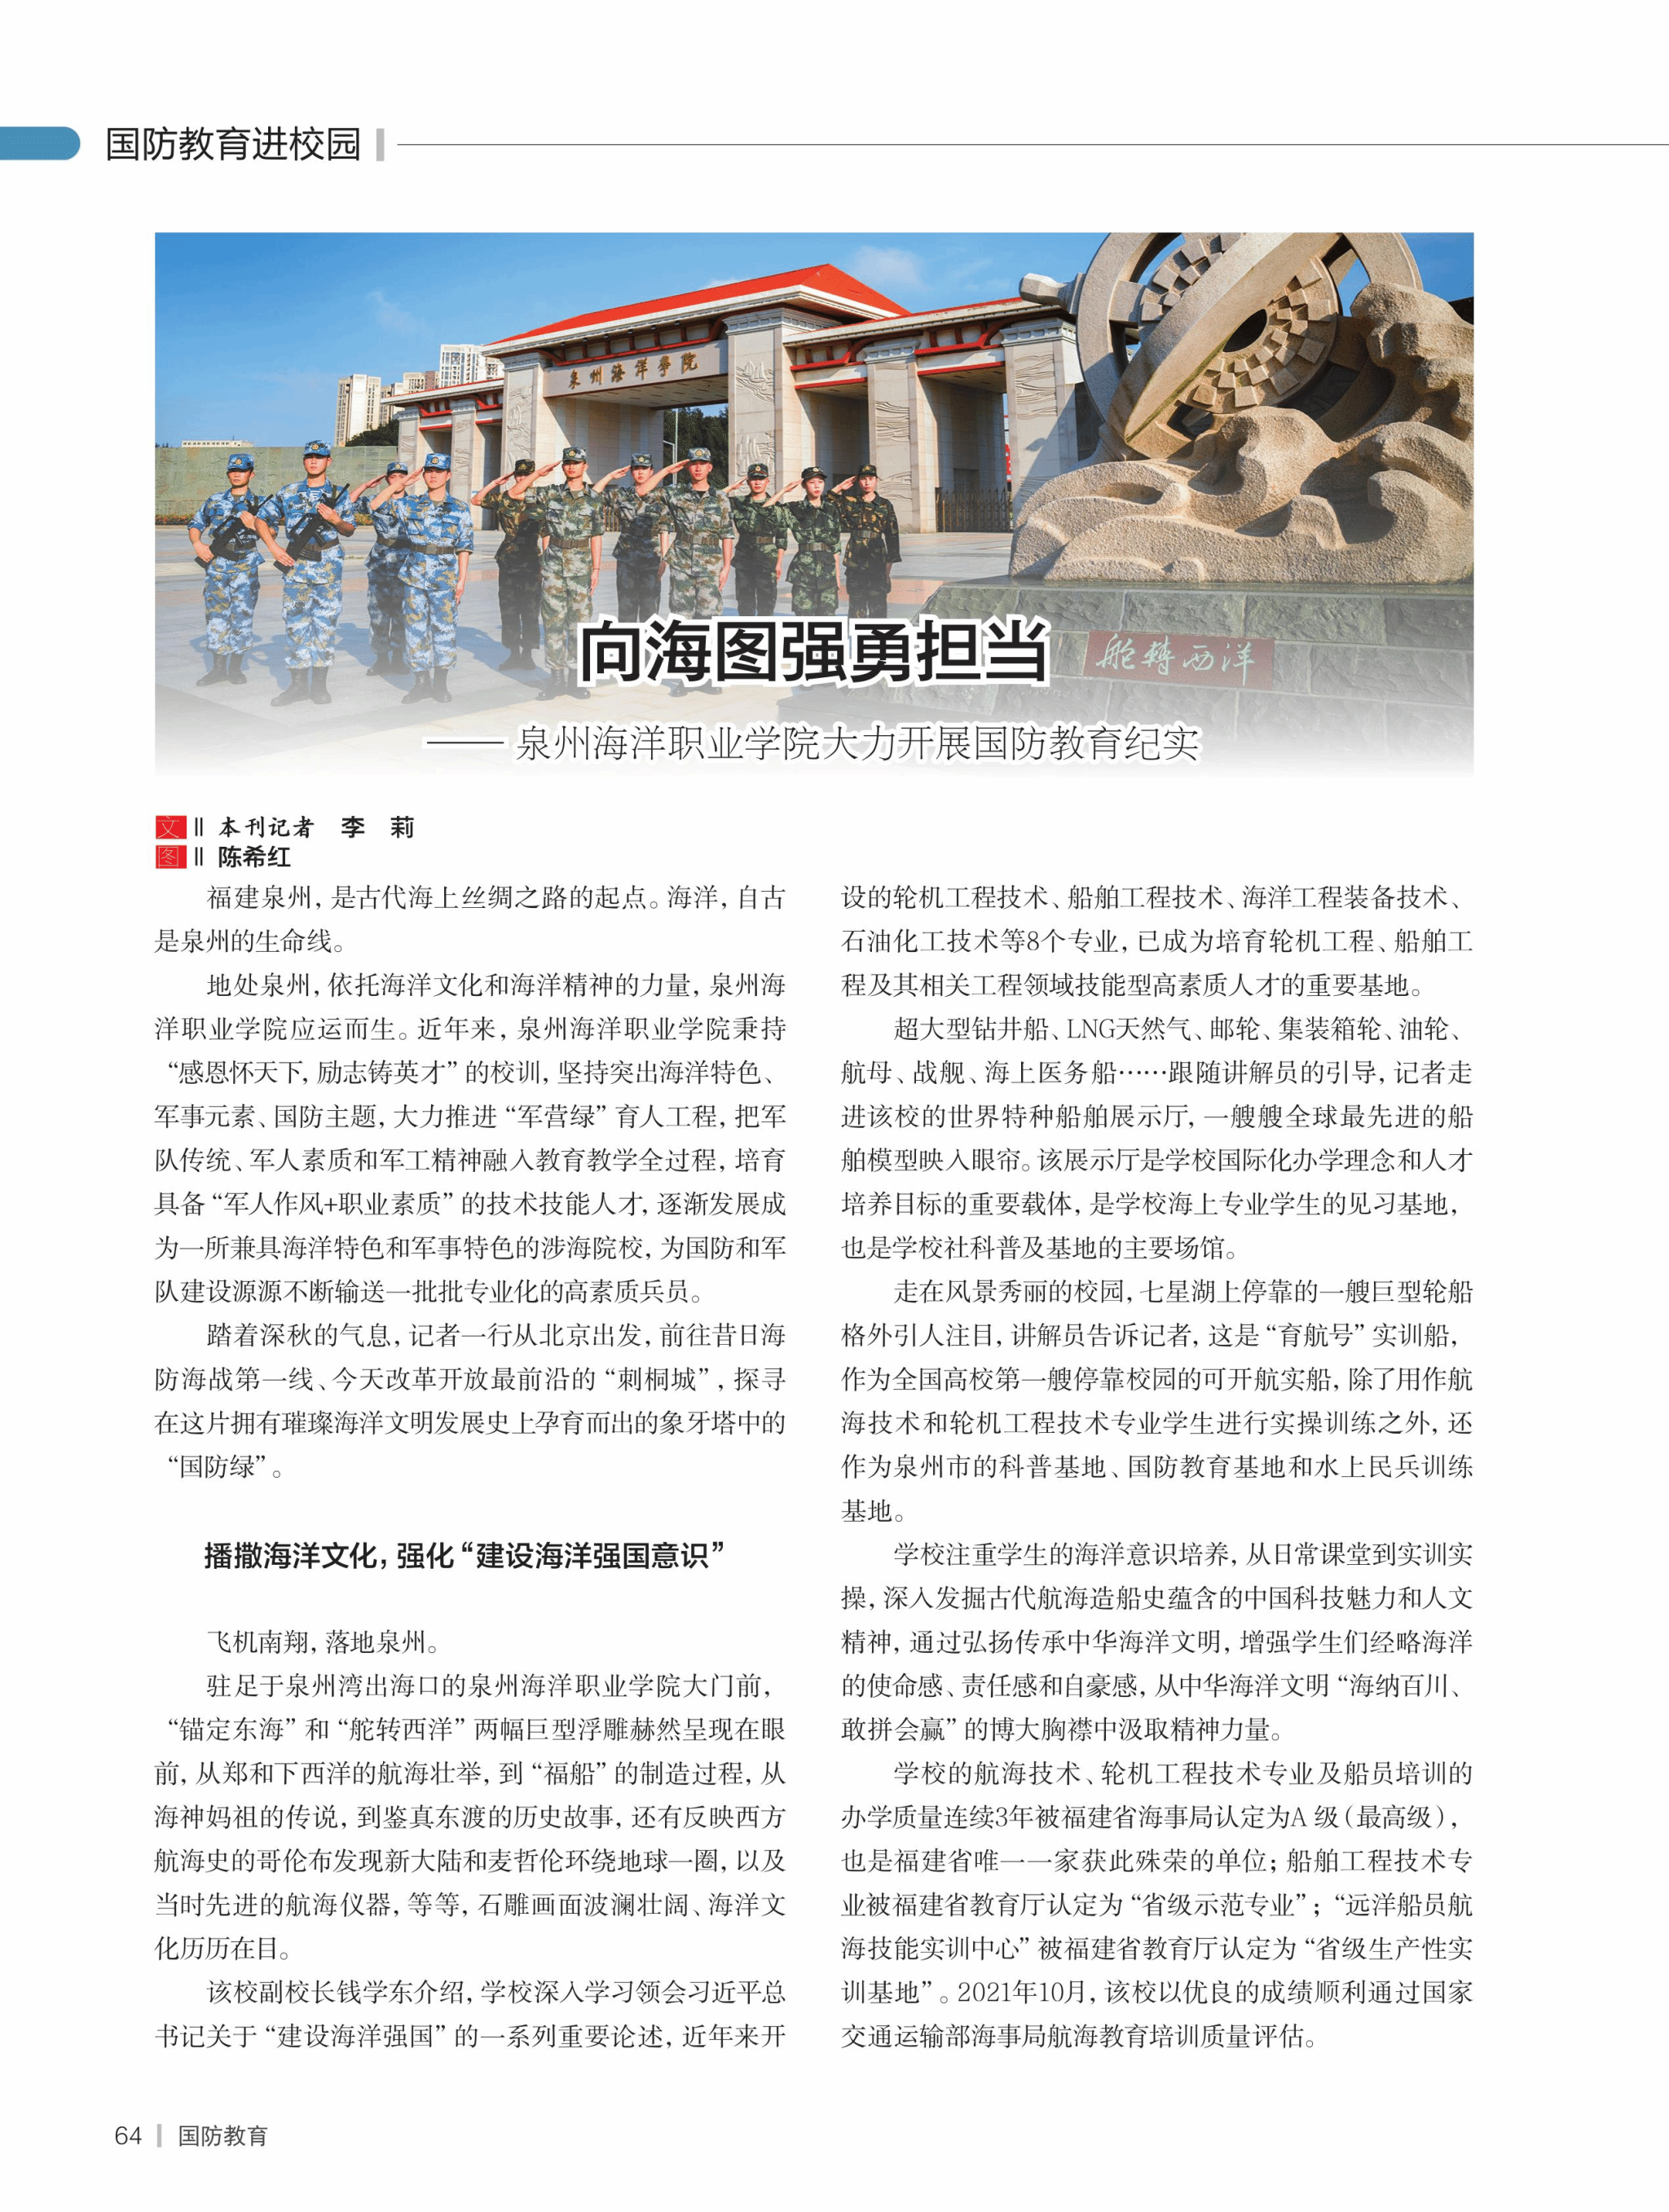 国防教育进校园
泉州海洋学院
舵轉西洋
向海图强勇担当
——泉州海洋职业学院大力开展国防教育纪实
文 ‖ 本刊记者 李 莉
图 ‖ 陈希红
福建泉州，是古代海上丝绸之路的起点。海洋，自古
是泉州的生命线。
地处泉州，依托海洋文化和海洋精神的力量，泉州海
洋职业学院应运而生。近年来，泉州海洋职业学院秉持
“感恩怀天下，励志铸英才”的校训，坚持突出海洋特色、
军事元素、国防主题，大力推进“军营绿”育人工程，把军
队传统、军人素质和军工精神融入教育教学全过程，培育
具备“军人作风+职业素质”的技术技能人才，逐渐发展成
为一所兼具海洋特色和军事特色的涉海院校，为国防和军
队建设源源不断输送一批批专业化的高素质兵员。
踏着深秋的气息，记者一行从北京出发，前往昔日海
防海战第一线、今天改革开放最前沿的“刺桐城”，探寻
在这片拥有璀璨海洋文明发展史上孕育而出的象牙塔中的
“国防绿”。
播撒海洋文化，强化“建设海洋强国意识”
飞机南翔，落地泉州。
驻足于泉州湾出海口的泉州海洋职业学院大门前，
“锚定东海”和“舵转西洋”两幅巨型浮雕赫然呈现在眼
前，从郑和下西洋的航海壮举，到“福船”的制造过程，从
海神妈祖的传说，到鉴真东渡的历史故事，还有反映西方
航海史的哥伦布发现新大陆和麦哲伦环绕地球一圈，以及
当时先进的航海仪器，等等，石雕画面波澜壮阔、海洋文
化历历在目。
该校副校长钱学东介绍，学校深入学习领会习近平总
书记关于“建设海洋强国”的一系列重要论述，近年来开
设的轮机工程技术、船舶工程技术、海洋工程装备技术、
石油化工技术等8个专业，已成为培育轮机工程、船舶工
程及其相关工程领域技能型高素质人才的重要基地。
超大型钻井船、LNG天然气、邮轮、集装箱轮、油轮、
航母、战舰、海上医务船……跟随讲解员的引导，记者走
进该校的世界特种船舶展示厅，一艘艘全球最先进的船
舶模型映入眼帘。该展示厅是学校国际化办学理念和人才
培养目标的重要载体，是学校海上专业学生的见习基地，
也是学校社科普及基地的主要场馆。
走在风景秀丽的校园，七星湖上停靠的一艘巨型轮船
格外引人注目，讲解员告诉记者，这是“育航号”实训船，
作为全国高校第一艘停靠校园的可开航实船，除了用作航
海技术和轮机工程技术专业学生进行实操训练之外，还
作为泉州市的科普基地、国防教育基地和水上民兵训练
基地。
学校注重学生的海洋意识培养，从日常课堂到实训实
操，深入发掘古代航海造船史蕴含的中国科技魅力和人文
精神，通过弘扬传承中华海洋文明，增强学生们经略海洋
的使命感、责任感和自豪感，从中华海洋文明“海纳百川、
敢拼会赢”的博大胸襟中汲取精神力量。
学校的航海技术、轮机工程技术专业及船员培训的
办学质量连续3年被福建省海事局认定为A 级（最高级），
也是福建省唯一一家获此殊荣的单位；船舶工程技术专
业被福建省教育厅认定为“省级示范专业”；“远洋船员航
海技能实训中心”被福建省教育厅认定为“省级生产性实
训基地”。2021年10月，该校以优良的成绩顺利通过国家
交通运输部海事局航海教育培训质量评估。
64 国防教育